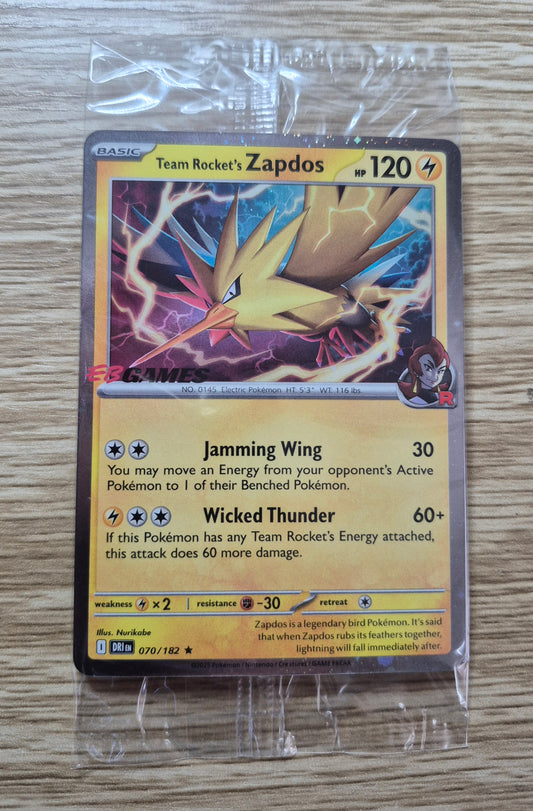 BASIC
Team Rocket's Zapdos HP 120
EBGAMES
R
NO. 0145 Electric Pokémon HT: 5'3" WT: 116 lbs.
Jamming Wing 30
You may move an Energy from your opponent's Active
Pokémon to 1 of their Benched Pokémon.
Wicked Thunder 60+
If this Pokémon has any Team Rocket's Energy attached,
this attack does 60 more damage.
weakness ×2 resistance -30 retreat
Illus. Nurikabe
I DRI EN 070/182 ★
Zapdos is a legendary bird Pokémon. It's said
that when Zapdos rubs its feathers together,
lightning will fall immediately after.
©2025 Pokémon / Nintendo / Creatures / GAME FREAK